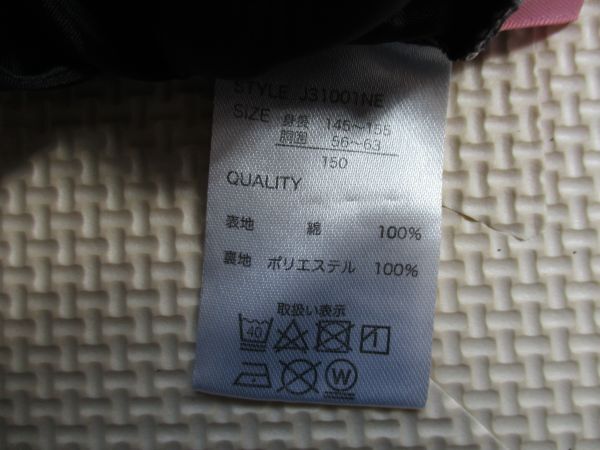 STYLE J31001NE
SIZE 身長 145～155
胴囲 56～63
150
QUALITY
表地 綿 100%
裏地 ポリエステル 100%
取扱い表示
40
W